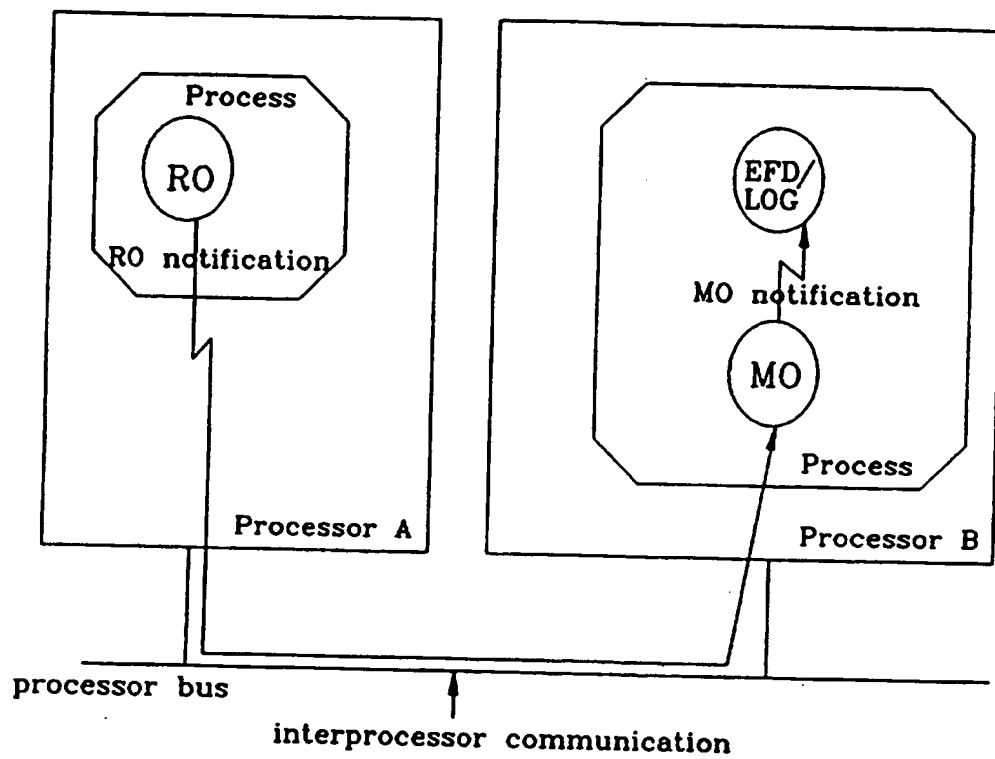 Process
RO
RO notification
Processor A
EFD/
LOG
MO notification
MO
Process
Processor B
processor bus
interprocessor communication